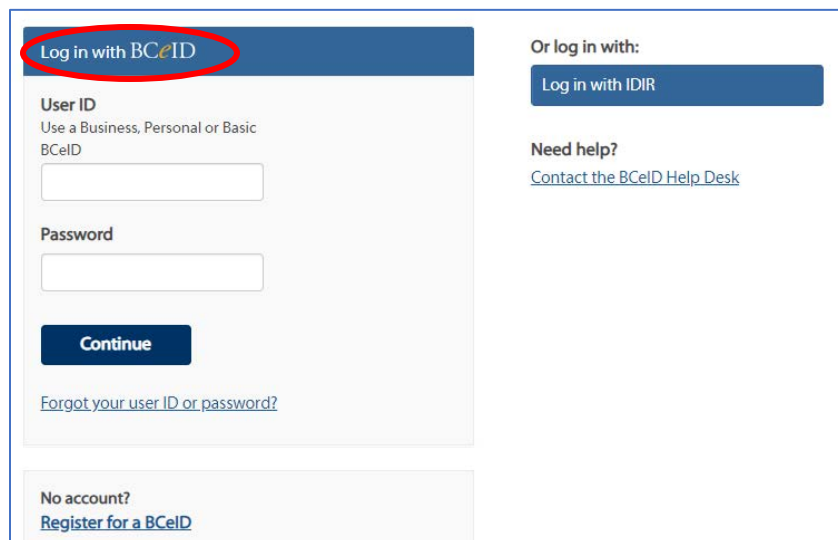 Log in with BCeID
User ID
Use a Business, Personal or Basic
BCeID
Password
Continue
Forgot your user ID or password?
No account?
Register for a BCeID
Or log in with:
Log in with IDIR
Need help?
Contact the BCeID Help Desk